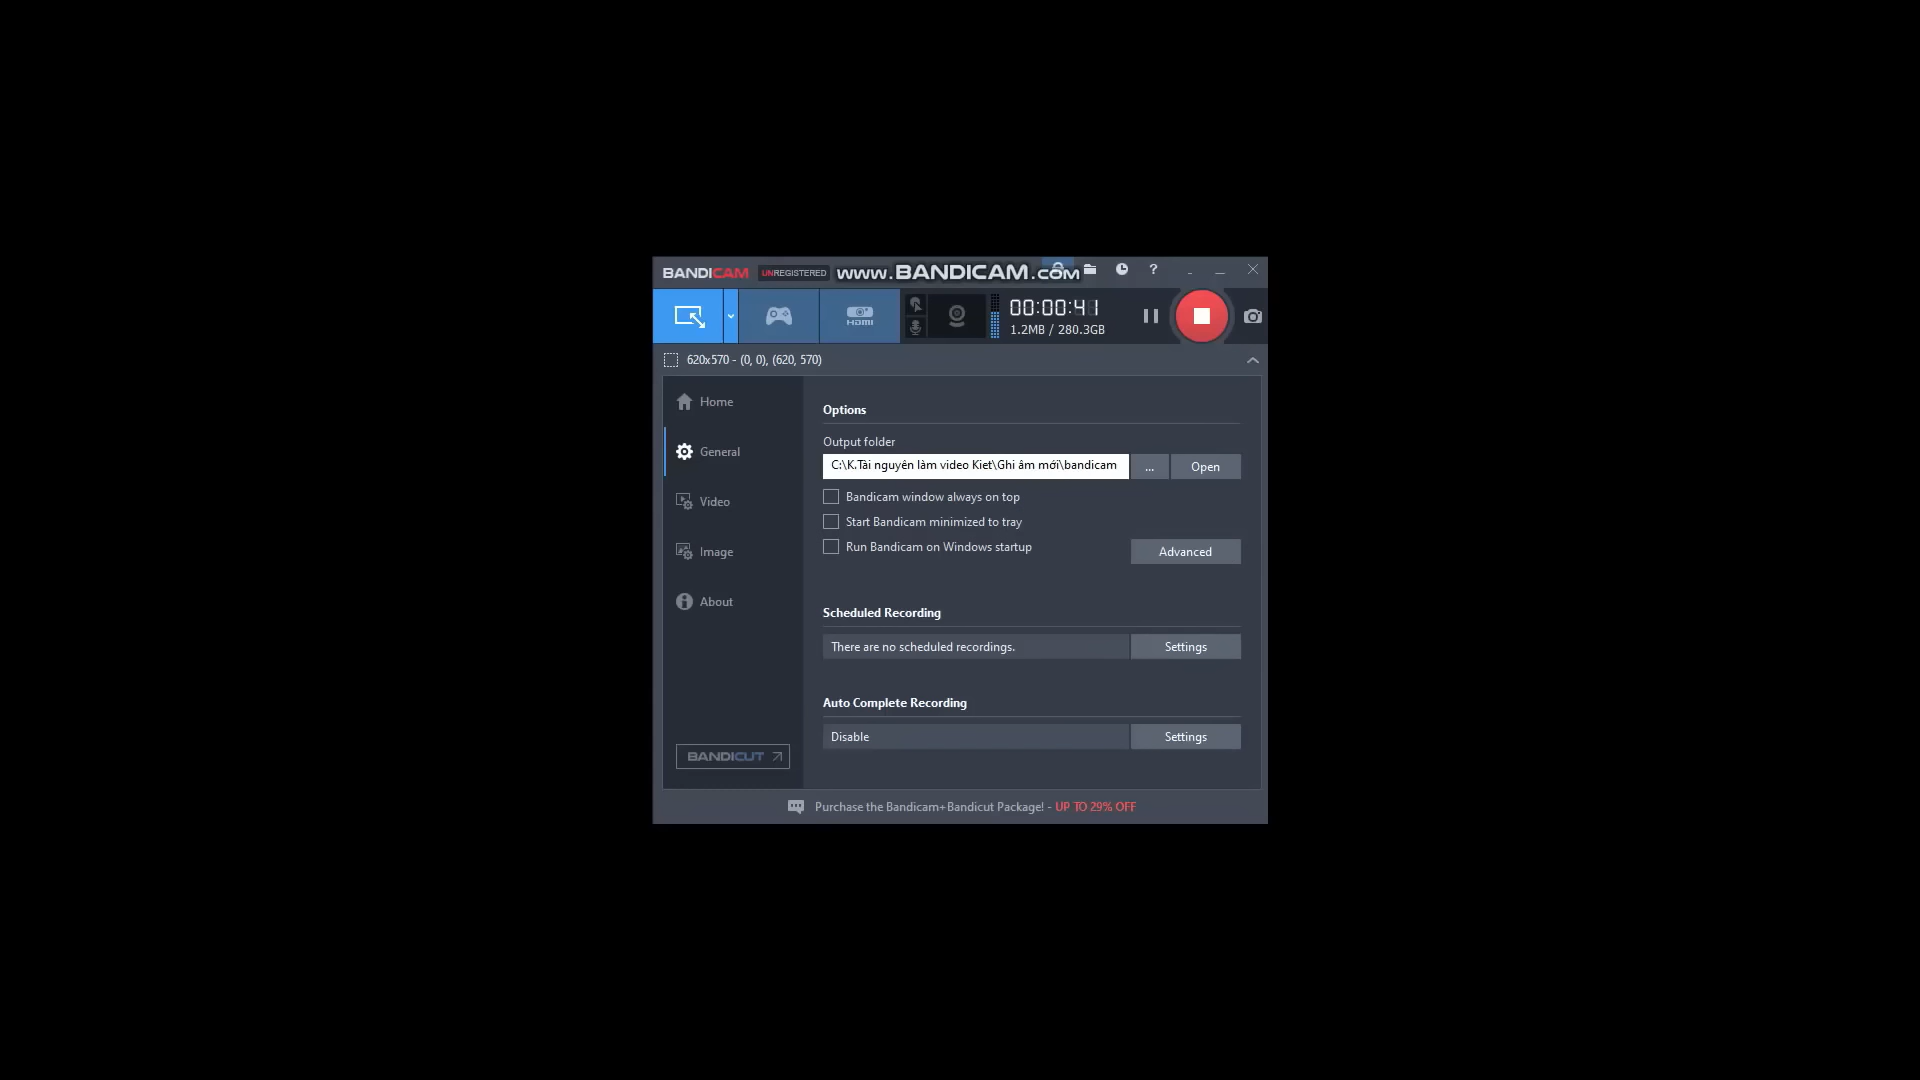 BANDICAM UNREGISTERED www.BANDICAM.com ?
HDMI
00:00:41
1.2MB / 280.3GB
620x570 - (0, 0), (620, 570)
Home
General
Video
Image
About
BANDICUT
Options
Output folder
C:\K.Tài nguyên làm video Kiet\Ghi âm mới\bandicam ... Open
Bandicam window always on top
Start Bandicam minimized to tray
Run Bandicam on Windows startup
Advanced
Scheduled Recording
There are no scheduled recordings. Settings
Auto Complete Recording
Disable Settings
Purchase the Bandicam+Bandicut Package! - UP TO 29% OFF